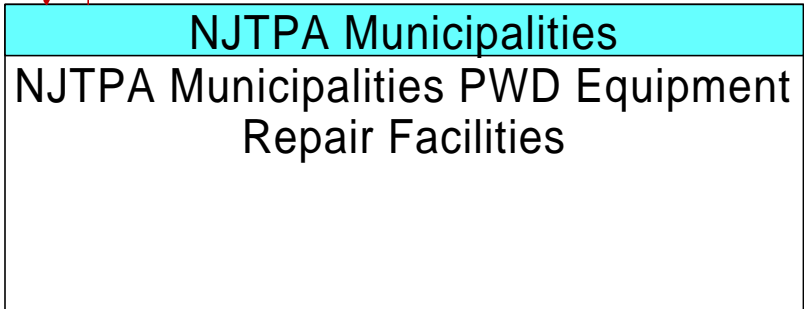 NJTPA Municipalities
NJTPA Municipalities PWD Equipment
Repair Facilities